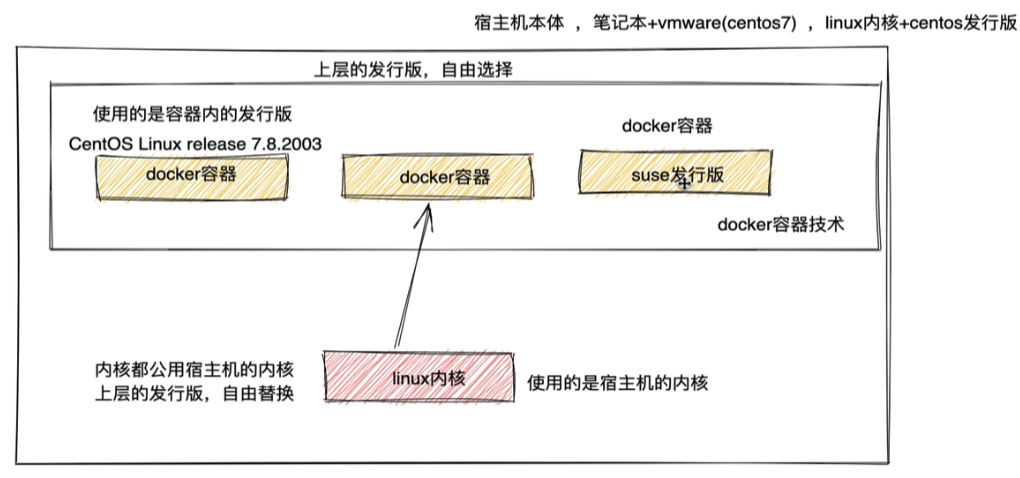 宿主机本体 ，笔记本+vmware(centos7) ，linux内核+centos发行版
上层的发行版，自由选择
使用的是容器内的发行版
CentOS Linux release 7.8.2003
docker容器
docker容器
docker容器
suse发行版
docker容器技术
内核都公用宿主机的内核
上层的发行版，自由替换
linux内核
使用的是宿主机的内核